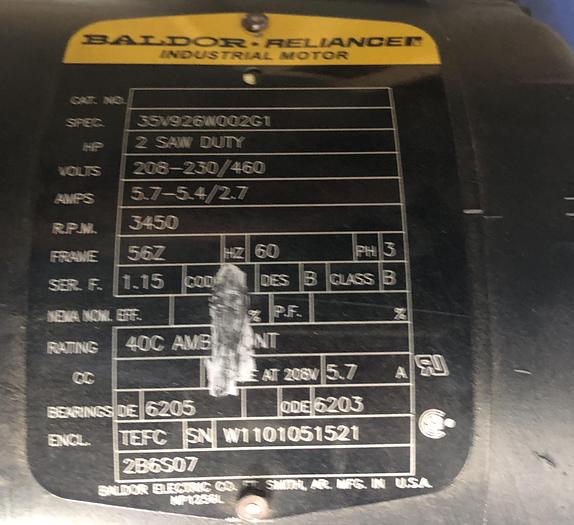 BALDOR • RELIANCER
INDUSTRIAL MOTOR
CAT. NO.
SPEC. 35V926W002G1
HP 2 SAW DUTY
VOLTS 208-230/460
AMPS 5.7-5.4/2.7
R.P.M. 3450
FRAME 56Z HZ 60 PH 3
SER. F. 1.15 DES B CLASS B
NEMA NOM. EFF. % P.F. %
RATING 40C
CC AT 208V 5.7 A
BEARINGS DE 6205 ODE 6203
ENCL. TEFC SN W1101051521
2B6S07
BALDOR ELECTRIC CO. FT. SMITH, AR. MFG. IN U.S.A.